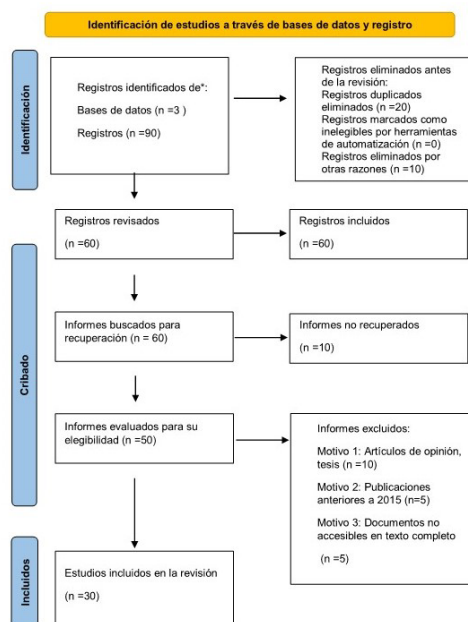 Identificación de estudios a través de bases de datos y registro
Identificación
Registros identificados de*:
Bases de datos (n =3 )
Registros (n =90)
Registros eliminados antes
de la revisión:
Registros duplicados
eliminados (n =20)
Registros marcados como
inelegibles por herramientas
de automatización (n =0)
Registros eliminados por
otras razones (n =10)
Cribado
Registros revisados
(n =60)
Registros incluidos
(n =60)
Informes buscados para
recuperación (n = 60)
Informes no recuperados
(n =10)
Informes evaluados para su
elegibilidad (n =50)
Informes excluidos:
Motivo 1: Artículos de opinión,
tesis (n =10)
Motivo 2: Publicaciones
anteriores a 2015 (n=5)
Motivo 3: Documentos no
accesibles en texto completo
(n =5)
Incluidos
Estudios incluidos en la revisión
(n =30)